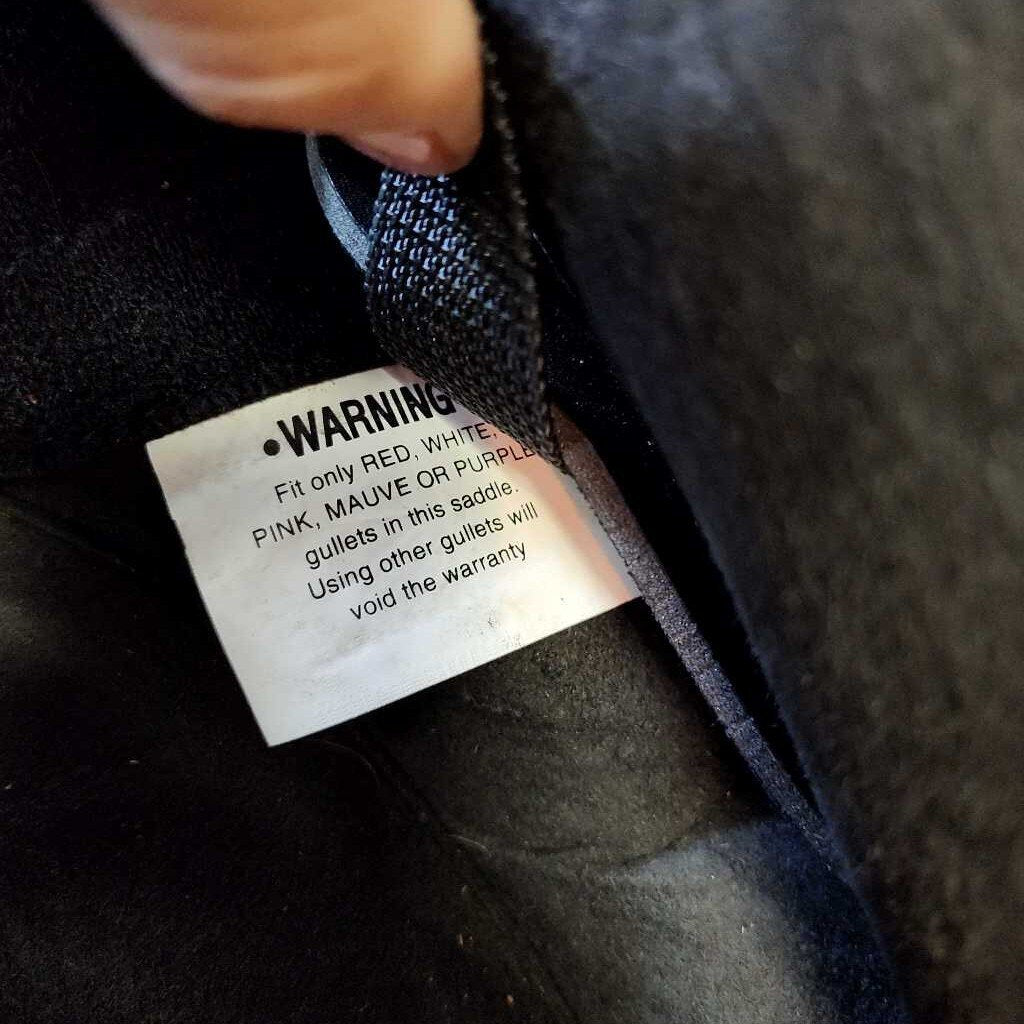 •WARNING
Fit only RED, WHITE,
PINK, MAUVE OR PURPLE
gullets in this saddle.
Using other gullets will
void the warranty